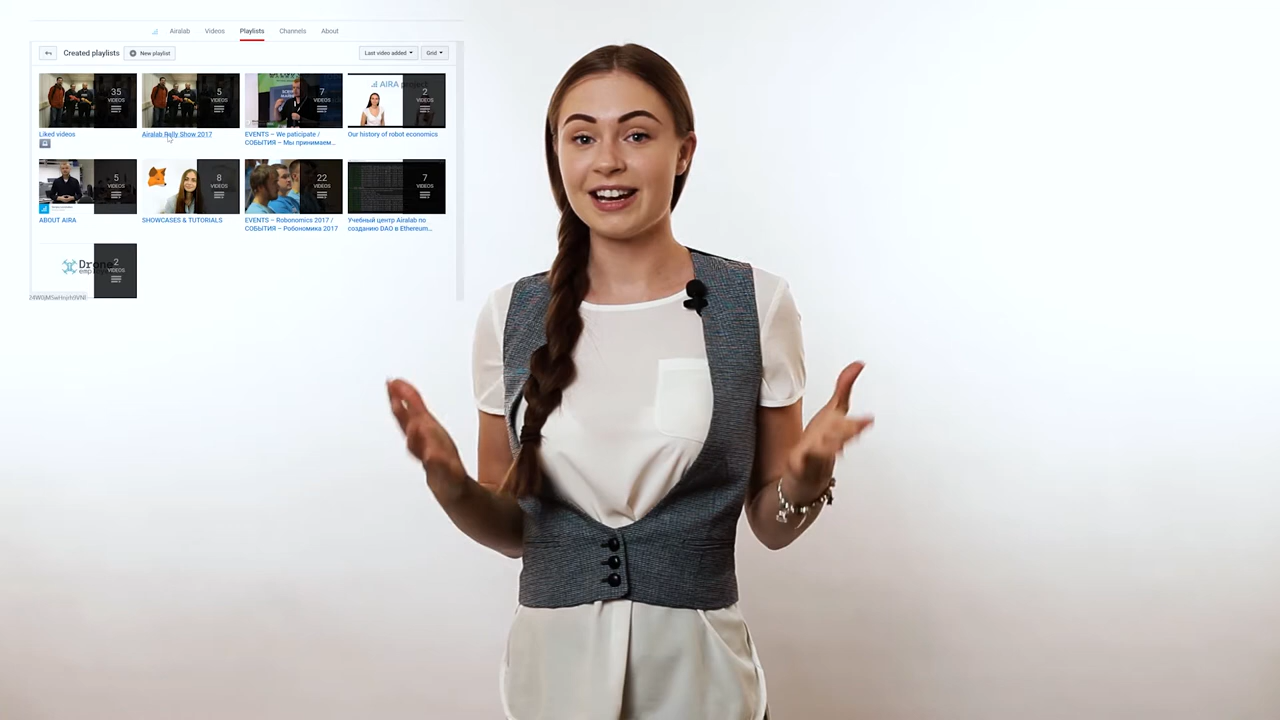 Airalab Videos Playlists Channels About
Created playlists New playlist Last video added Grid
35 VIDEOS
5 VIDEOS
7 VIDEOS
AIRA
2 VIDEOS
Liked videos
Airalab Rally Show 2017
EVENTS – We paticipate /
СОБЫТИЯ – Мы принимаем...
Our history of robot economics
5 VIDEOS
8 VIDEOS
22 VIDEOS
7 VIDEOS
ABOUT AIRA
SHOWCASES & TUTORIALS
EVENTS – Robonomics 2017 /
СОБЫТИЯ – Робономика 2017
Учебный центр Airalab по
созданию DAO в Ethereum...
Drone
2 VIDEOS